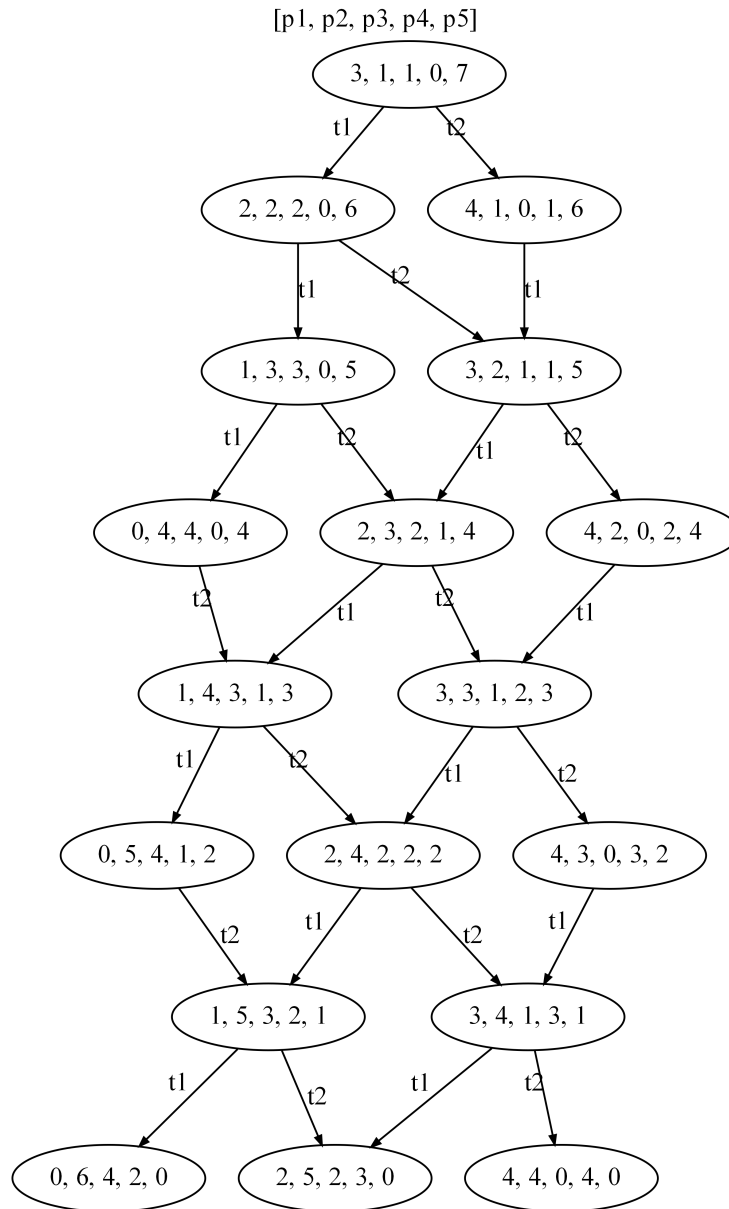 [p1, p2, p3, p4, p5]
3, 1, 1, 0, 7
t1
t2
2, 2, 2, 0, 6
4, 1, 0, 1, 6
t1
t2
t1
1, 3, 3, 0, 5
3, 2, 1, 1, 5
t1
t2
t1
t2
0, 4, 4, 0, 4
2, 3, 2, 1, 4
4, 2, 0, 2, 4
t2
t1
t2
t1
1, 4, 3, 1, 3
3, 3, 1, 2, 3
t1
t2
t1
t2
0, 5, 4, 1, 2
2, 4, 2, 2, 2
4, 3, 0, 3, 2
t2
t1
t2
t1
1, 5, 3, 2, 1
3, 4, 1, 3, 1
t1
t2
t1
t2
0, 6, 4, 2, 0
2, 5, 2, 3, 0
4, 4, 0, 4, 0